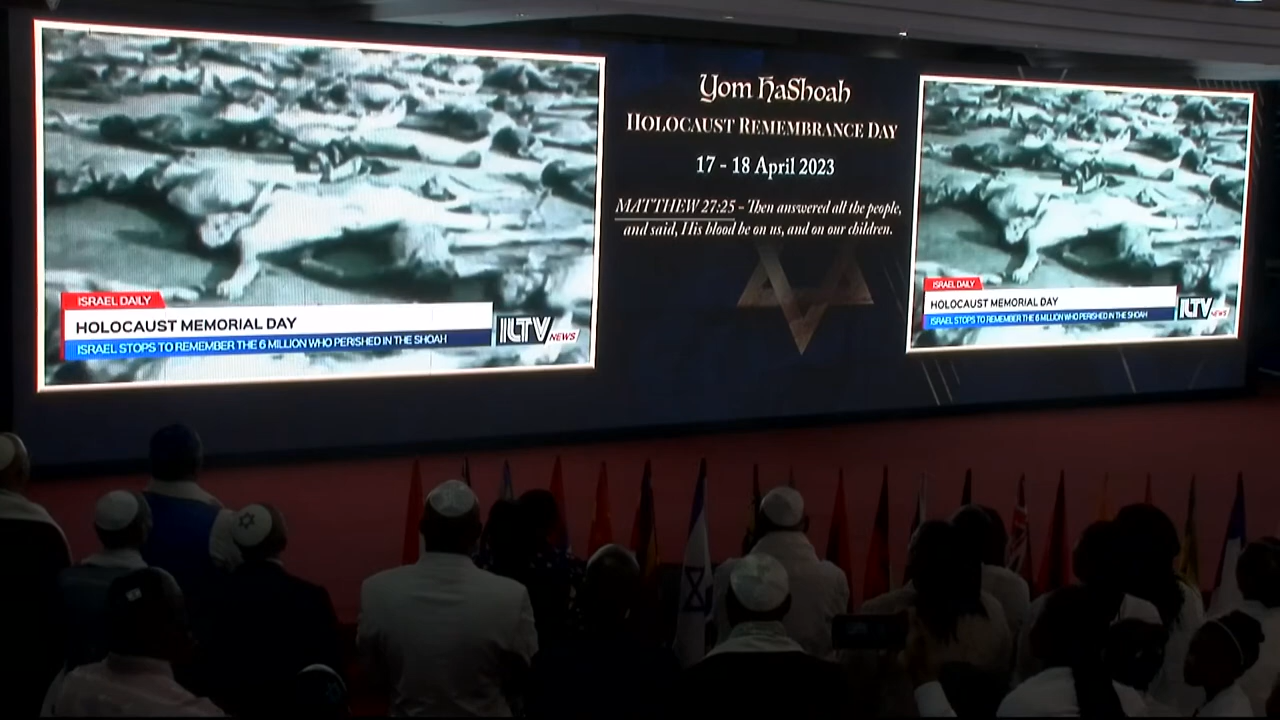 ISRAEL DAILY
HOLOCAUST MEMORIAL DAY
ISRAEL STOPS TO REMEMBER THE 6 MILLION WHO PERISHED IN THE SHOAH
ILTV NEWS
Yom HaShoah
HOLOCAUST REMEMBRANCE DAY
17 - 18 April 2023
MATTHEW 27:25 - Then answered all the people,
and said, His blood be on us, and on our children.
ISRAEL DAILY
HOLOCAUST MEMORIAL DAY
ISRAEL STOPS TO REMEMBER THE 6 MILLION WHO PERISHED IN THE SHOAH
ILTV NEWS